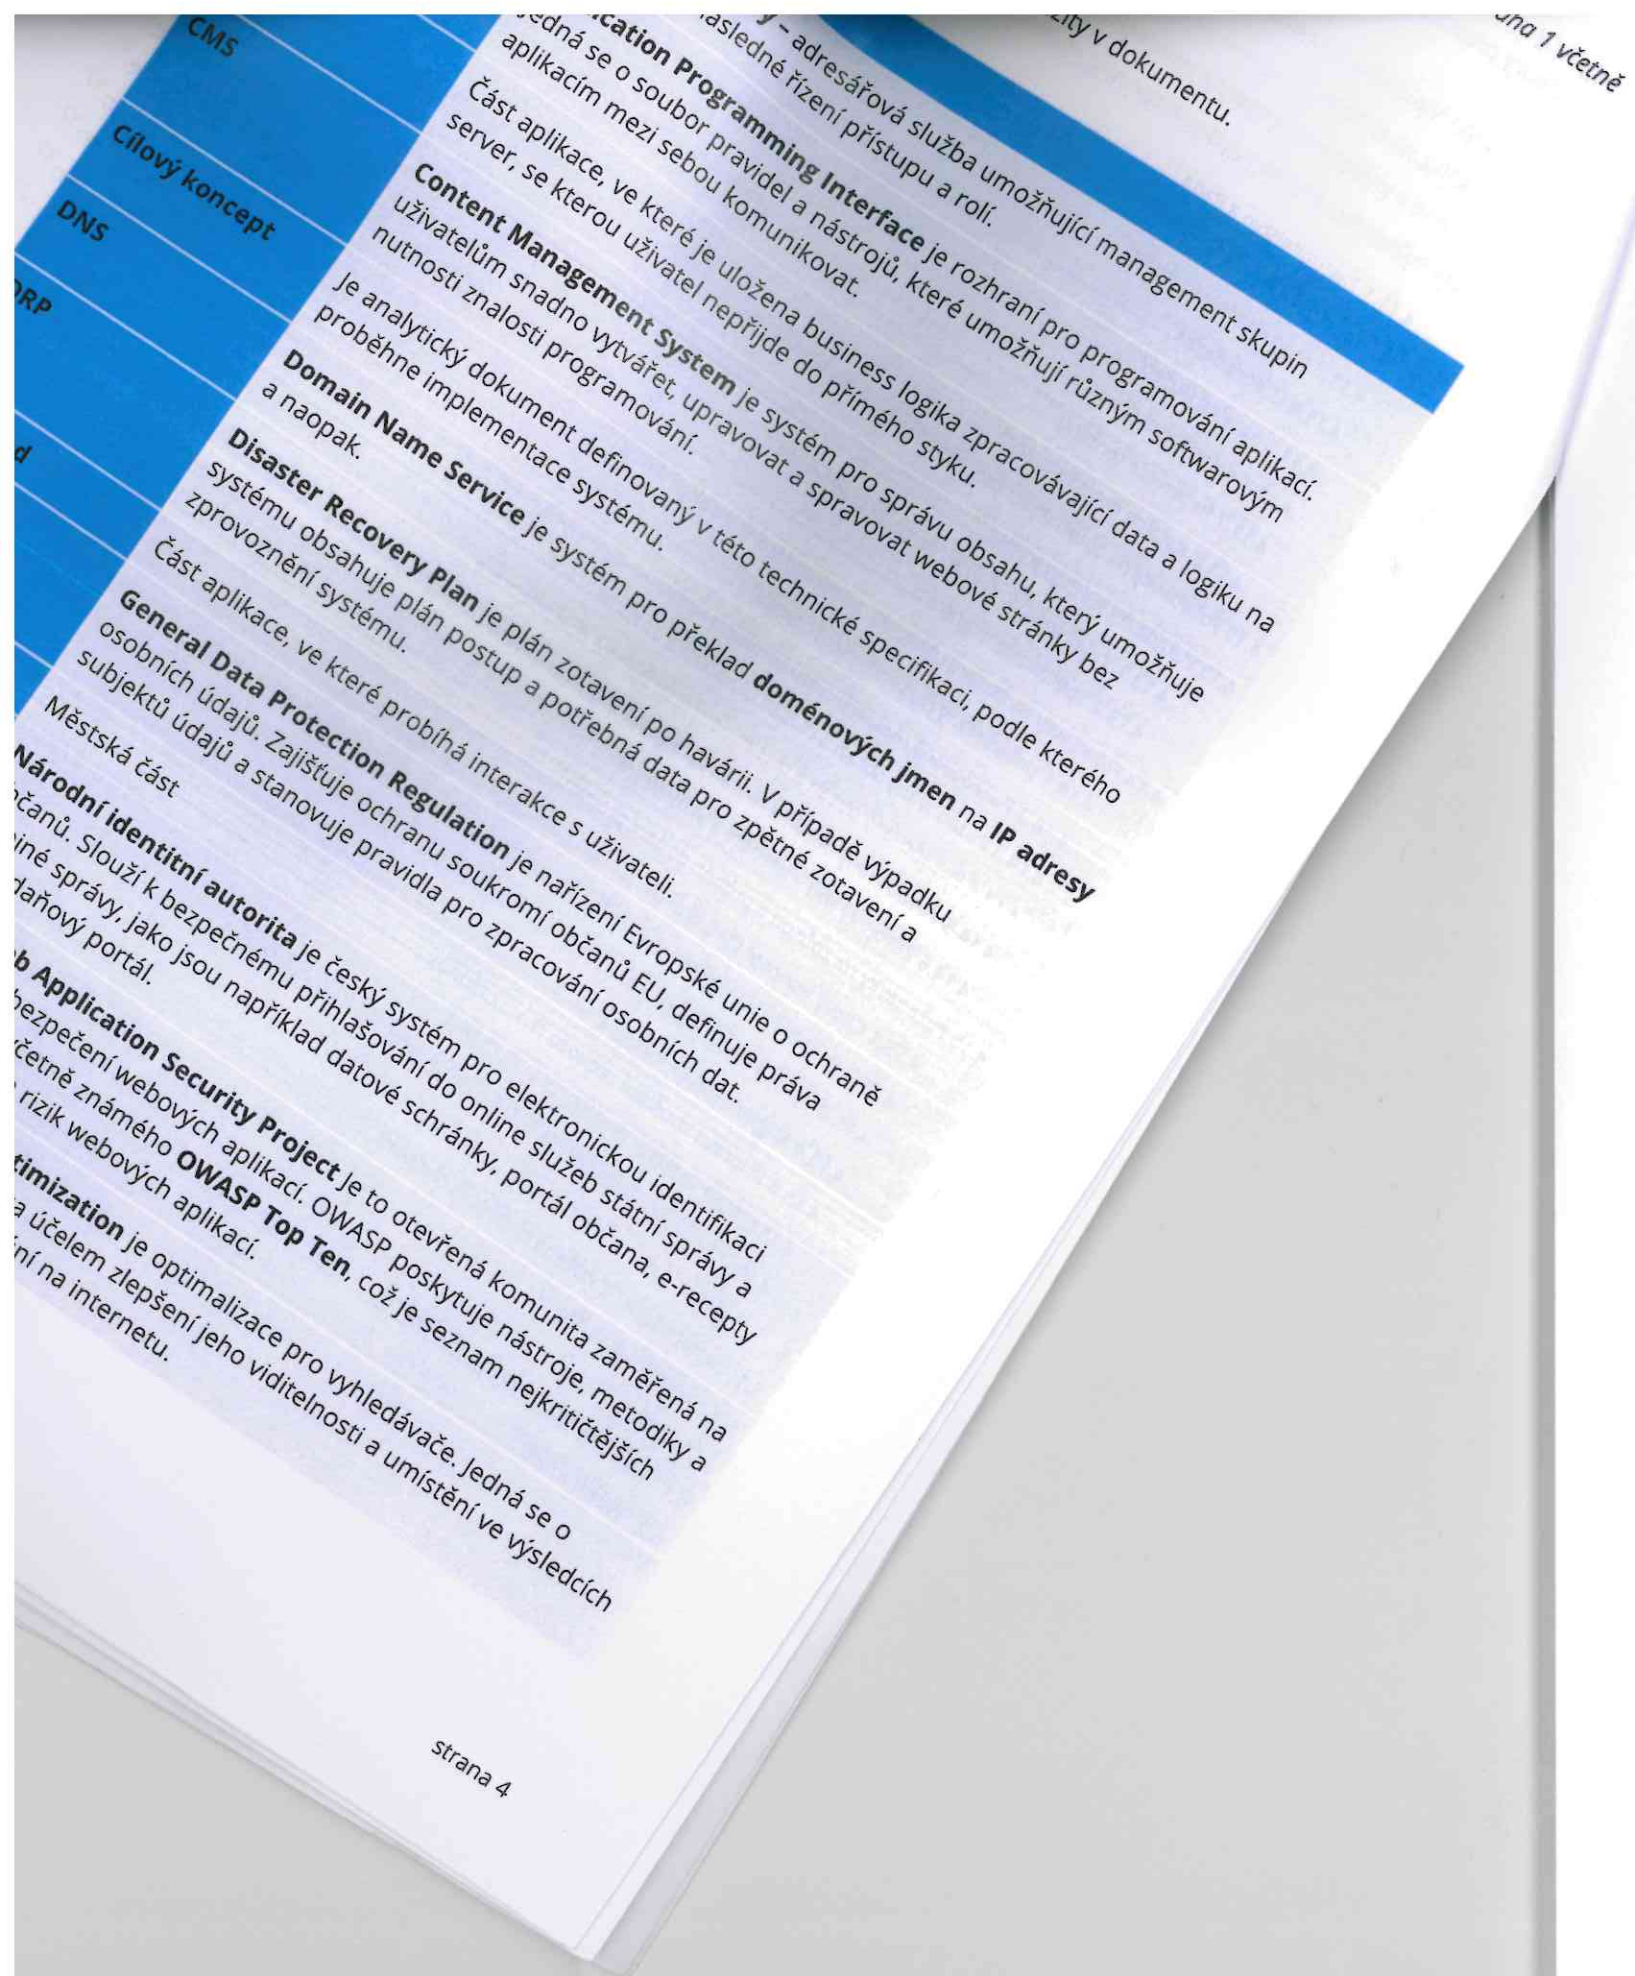 1 včetně
v dokumentu.
– adresářová služba umožňující management skupin
následné řízení přístupu a rolí.
Programming Interface je rozhraní pro programování aplikací.
Jedná se o soubor pravidel a nástrojů, které umožňují různým softwarovým
aplikacím mezi sebou komunikovat.
Část aplikace, ve které je uložena business logika zpracovávající data a logiku na
server, se kterou uživatel nepřijde do přímého styku.
CMS
Content Management System je systém pro správu obsahu, který umožňuje
uživatelům snadno vytvářet, upravovat a spravovat webové stránky bez
nutnosti znalosti programování.
Cílový koncept
Je analytický dokument definovaný v této technické specifikaci, podle kterého
proběhne implementace systému.
DNS
Domain Name Service je systém pro překlad doménových jmen na IP adresy
a naopak.
DRP
Disaster Recovery Plan je plán zotavení po havárii. V případě výpadku
systému obsahuje plán postup a potřebná data pro zpětné zotavení a
zprovoznění systému.
Část aplikace, ve které probíhá interakce s uživateli.
General Data Protection Regulation je nařízení Evropské unie o ochraně
osobních údajů. Zajišťuje ochranu soukromí občanů EU, definuje práva
subjektů údajů a stanovuje pravidla pro zpracování osobních dat.
Městská část
Národní identitní autorita je český systém pro elektronickou identifikaci
občanů. Slouží k bezpečnému přihlašování do online služeb státní správy a
jiné správy, jako jsou například datové schránky, portál občana, e-recepty
daňový portál.
Application Security Project Je to otevřená komunita zaměřená na
bezpečení webových aplikací. OWASP poskytuje nástroje, metodiky a
včetně známého OWASP Top Ten, což je seznam nejkritičtějších
rizik webových aplikací.
timization je optimalizace pro vyhledávače. Jedná se o
účelem zlepšení jeho viditelnosti a umístění ve výsledcích
na internetu.
strana 4